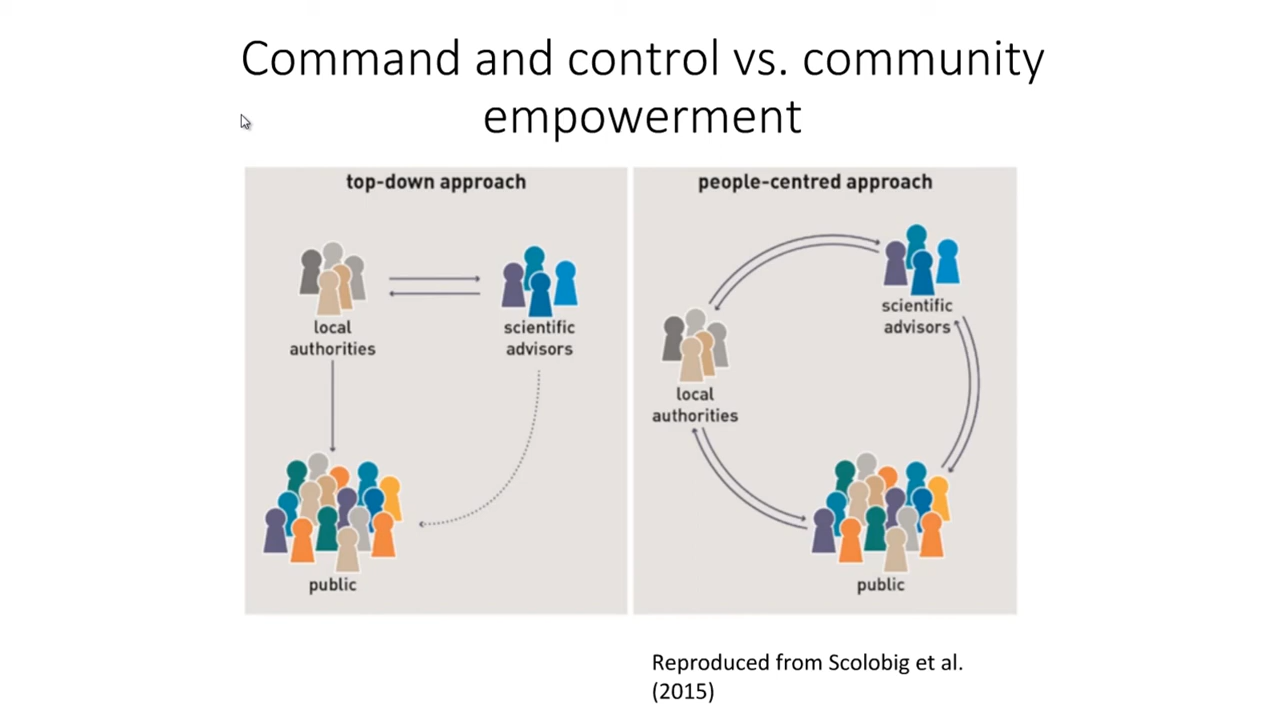 Command and control vs. community
empowerment
top-down approach
local
authorities
scientific
advisors
public
people-centred approach
scientific
advisors
local
authorities
public
Reproduced from Scolobig et al.
(2015)